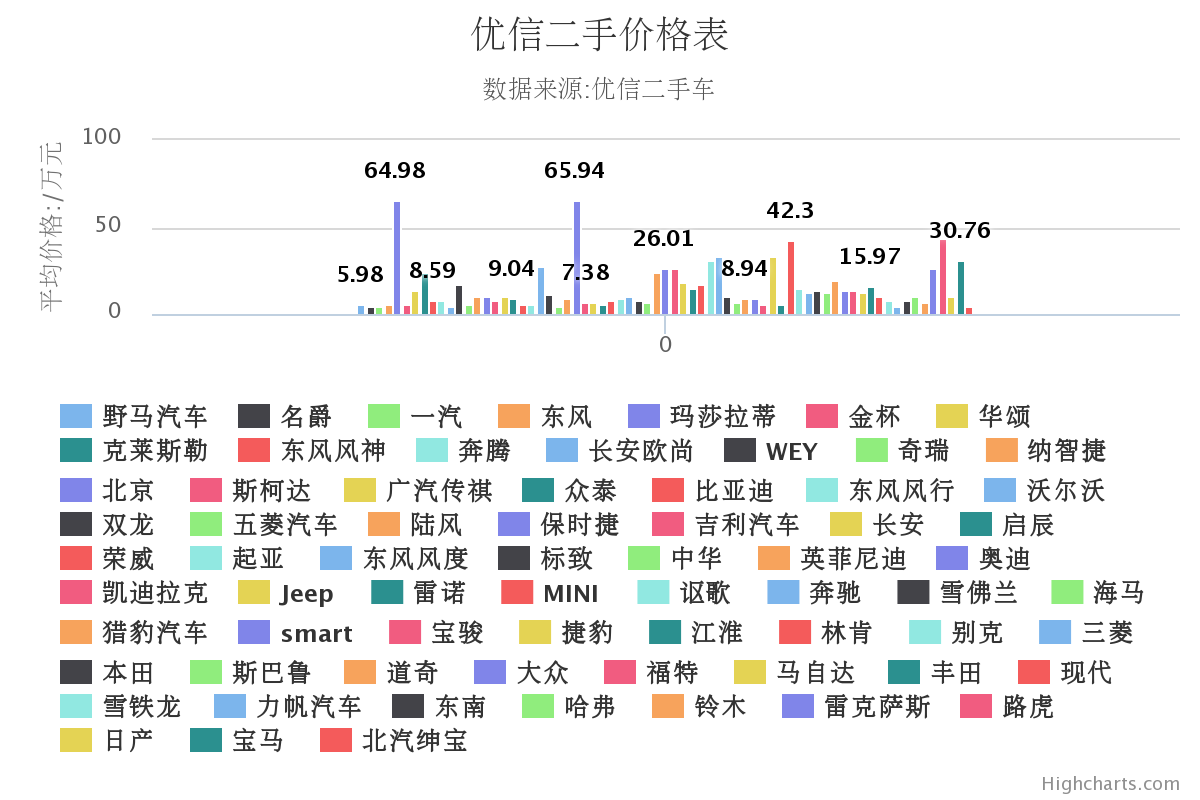 优信二手价格表
数据来源:优信二手车
平均价格:/万元
100
50
0
5.98
64.98
8.59
9.04
65.94
7.38
26.01
8.94
42.3
15.97
30.76
0
野马汽车 名爵 一汽 东风 玛莎拉蒂 金杯 华颂
克莱斯勒 东风风神 奔腾 长安欧尚 WEY 奇瑞 纳智捷
北京 斯柯达 广汽传祺 众泰 比亚迪 东风风行 沃尔沃
双龙 五菱汽车 陆风 保时捷 吉利汽车 长安 启辰
荣威 起亚 东风风度 标致 中华 英菲尼迪 奥迪
凯迪拉克 Jeep 雷诺 MINI 讴歌 奔驰 雪佛兰 海马
猎豹汽车 smart 宝骏 捷豹 江淮 林肯 别克 三菱
本田 斯巴鲁 道奇 大众 福特 马自达 丰田 现代
雪铁龙 力帆汽车 东南 哈弗 铃木 雷克萨斯 路虎
日产 宝马 北汽绅宝
Highcharts.com